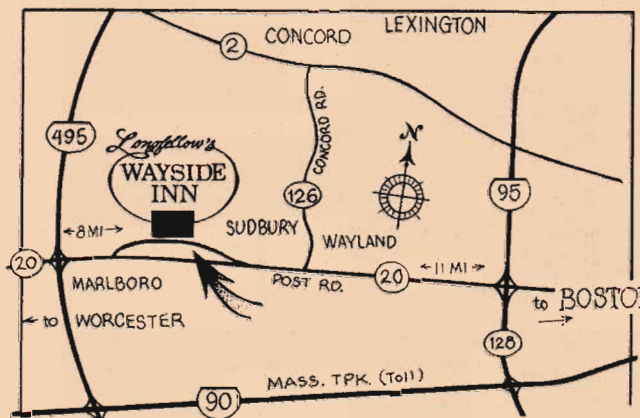 LEXINGTON
CONCORD
2
CONCORD RD.
N
495
Longfellow's
WAYSIDE
INN
126
95
8 MI
SUDBURY
WAYLAND
20
MARLBORO
POST RD.
20
11 MI
to BOSTO
to WORCESTER
128
MASS. TPK. (Toll)
90